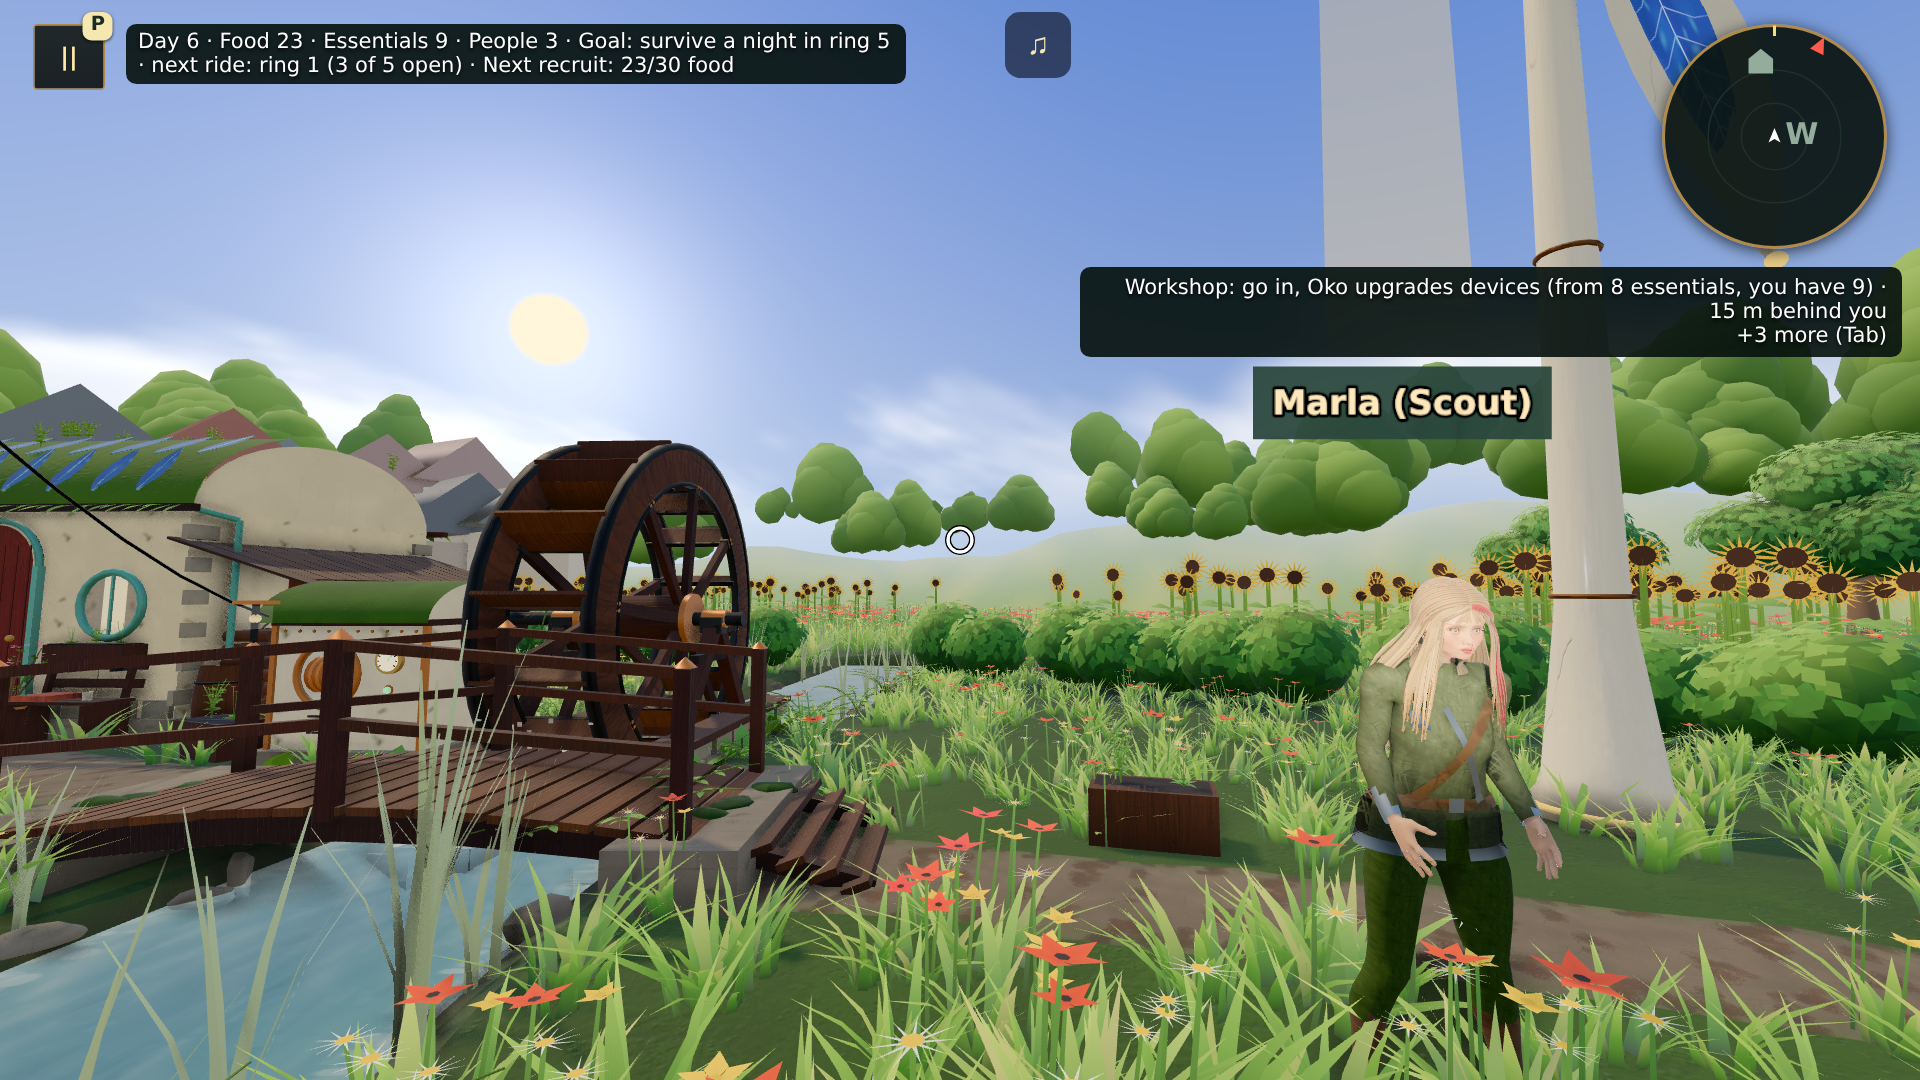 P
Day 6 · Food 23 · Essentials 9 · People 3 · Goal: survive a night in ring 5
· next ride: ring 1 (3 of 5 open) · Next recruit: 23/30 food
W
Workshop: go in, Oko upgrades devices (from 8 essentials, you have 9) ·
15 m behind you
+3 more (Tab)
Marla (Scout)